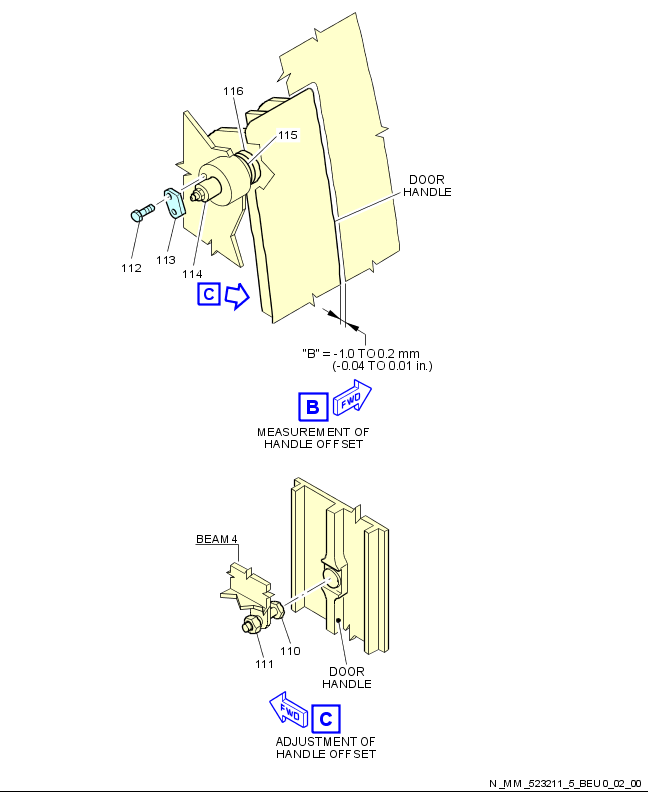 116
115
DOOR
HANDLE
112
113
114
C
"B" = -1.0 TO 0.2 mm
(-0.04 TO 0.01 in.)
B
FWD
MEASUREMENT OF
HANDLE OFFSET
BEAM 4
110
111
DOOR
HANDLE
FWD
C
ADJUSTMENT OF
HANDLE OFFSET
N_MM_523211_5_BEU0_02_00